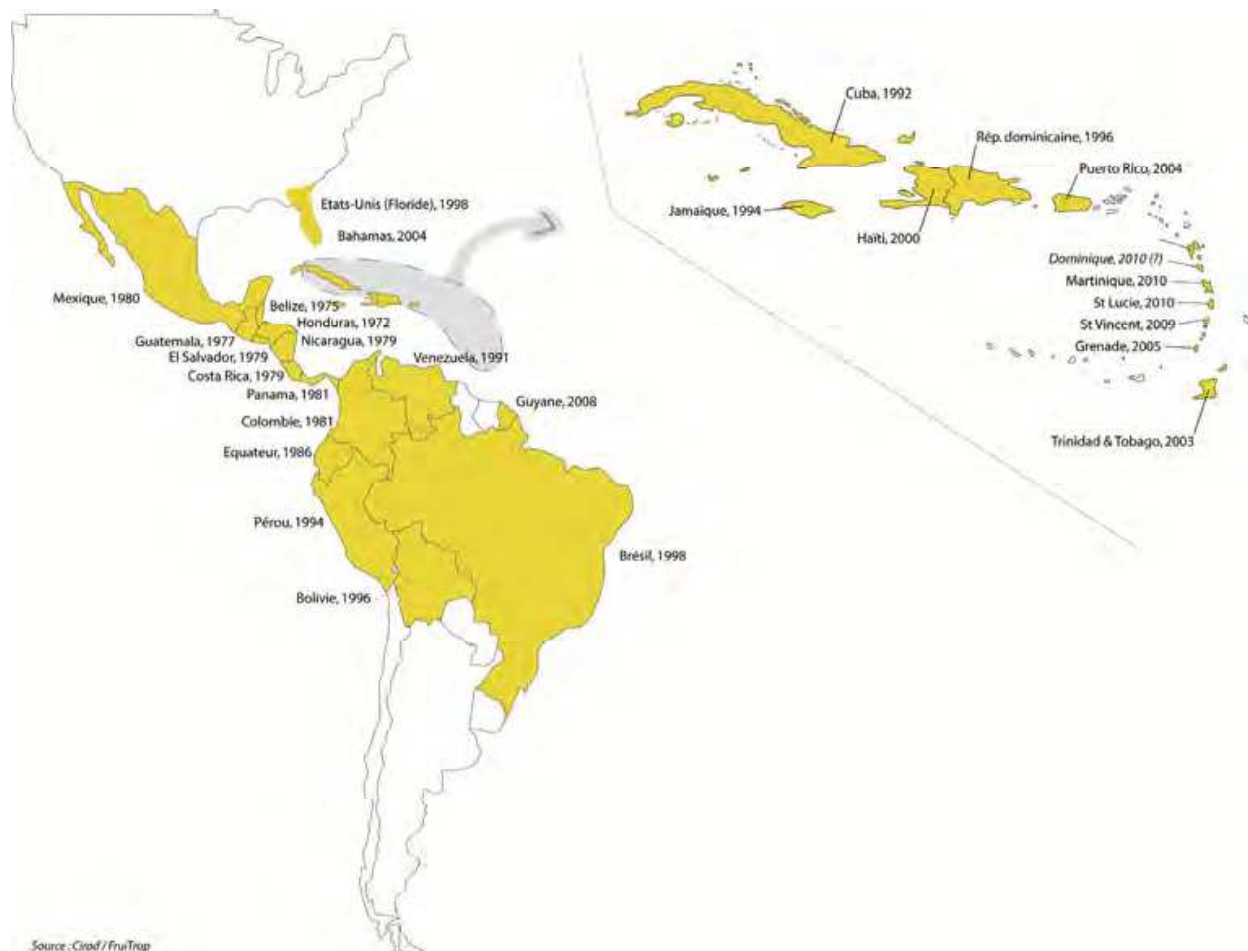 Cuba, 1992
Rép. dominicaine, 1996
Puerto Rico, 2004
Jamaïque, 1994
Haïti, 2000
Dominique, 2010 (?)
Martinique, 2010
St Lucie, 2010
St Vincent, 2009
Grenade, 2005
Trinidad & Tobago, 2003
Etats-Unis (Floride), 1998
Bahamas, 2004
Mexique, 1980
Belize, 1975
Honduras, 1972
Guatemala, 1977
Nicaragua, 1979
El Salvador, 1979
Venezuela, 1991
Costa Rica, 1979
Panama, 1981
Guyane, 2008
Colombie, 1981
Equateur, 1986
Pérou, 1994
Brésil, 1998
Bolivie, 1996
Source : Cirad / FruiTrop